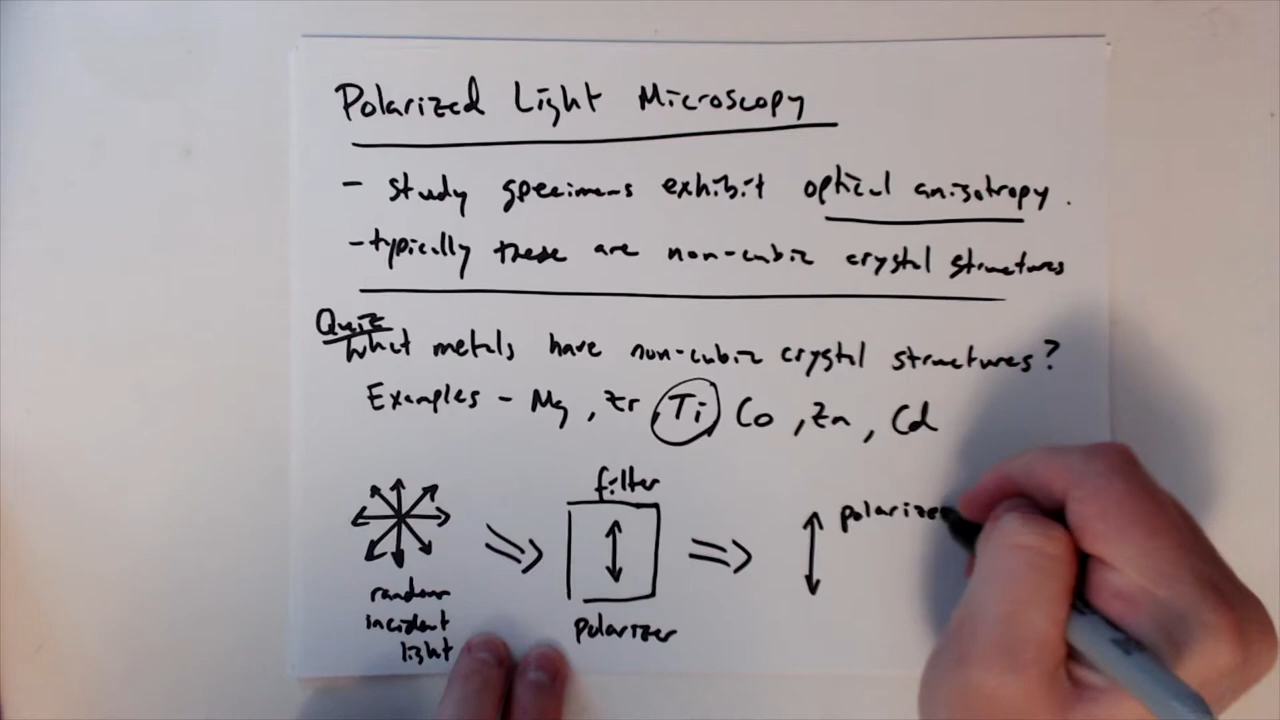 Polarized Light Microscopy
- study specimens exhibit optical anisotropy.
- typically these are non-cubic crystal structures
Quiz
What metals have non-cubic crystal structures?
Examples - Mg, Zr, Ti Co, Zn, Cd
filter
polarize
random
incident
light
polarizer